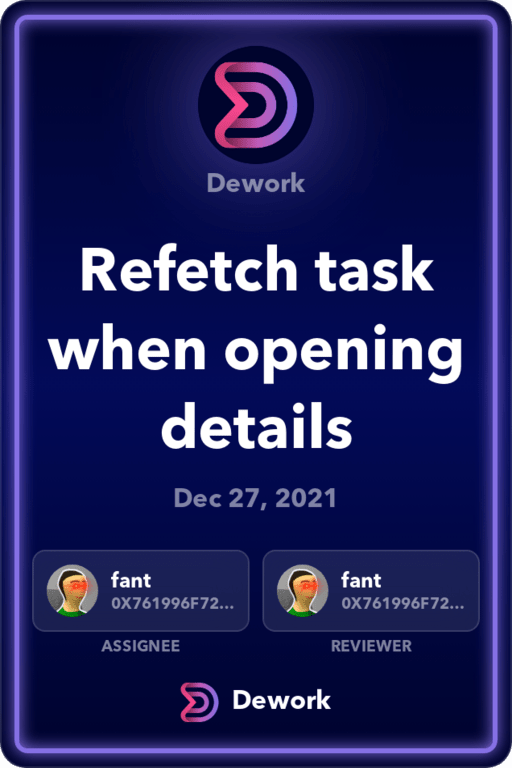 Dework
Refetch task
when opening
details
Dec 27, 2021
fant
0X761996F72...
ASSIGNEE
fant
0X761996F72...
REVIEWER
Dework